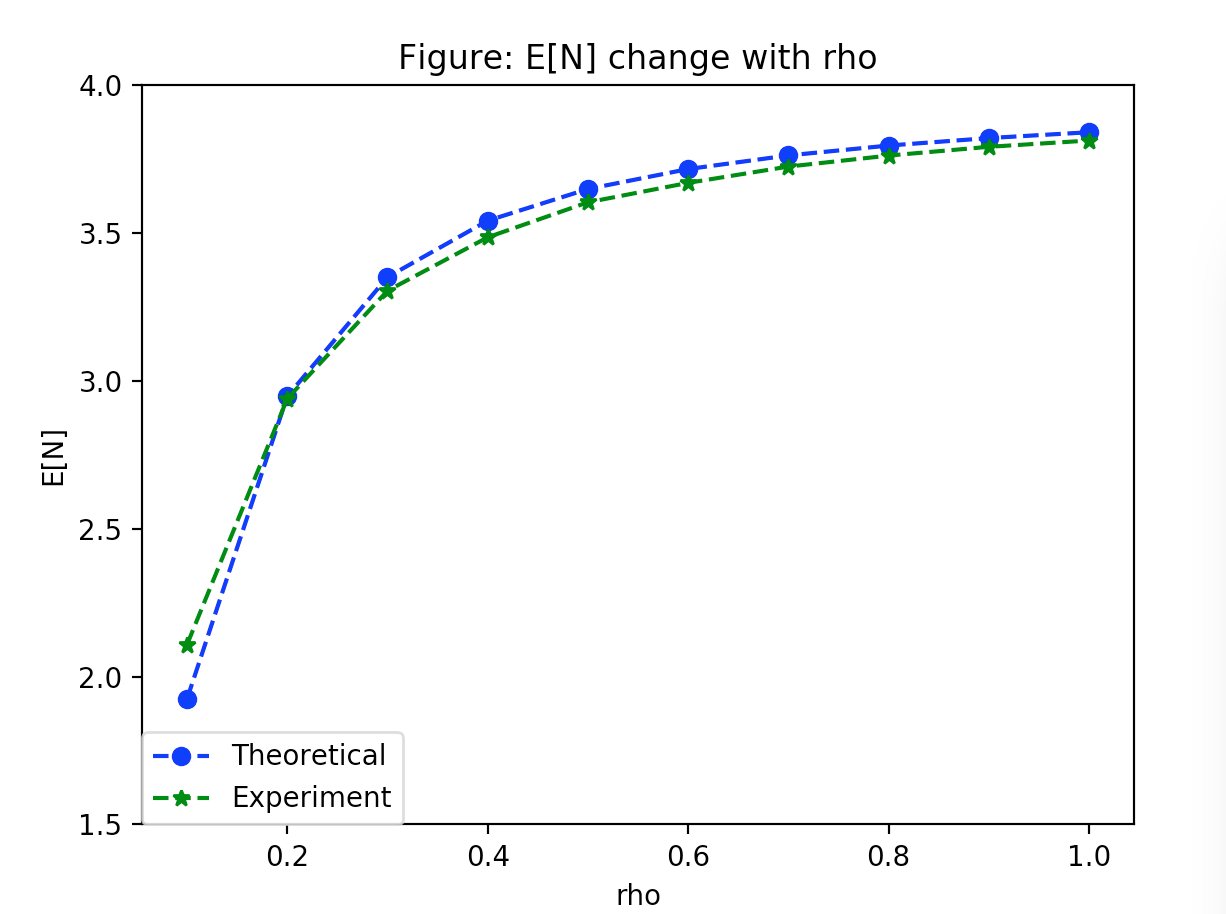 Figure: E[N] change with rho
4.0
3.5
3.0
2.5
2.0
1.5
E[N]
Theoretical
Experiment
0.2 0.4 0.6 0.8 1.0
rho